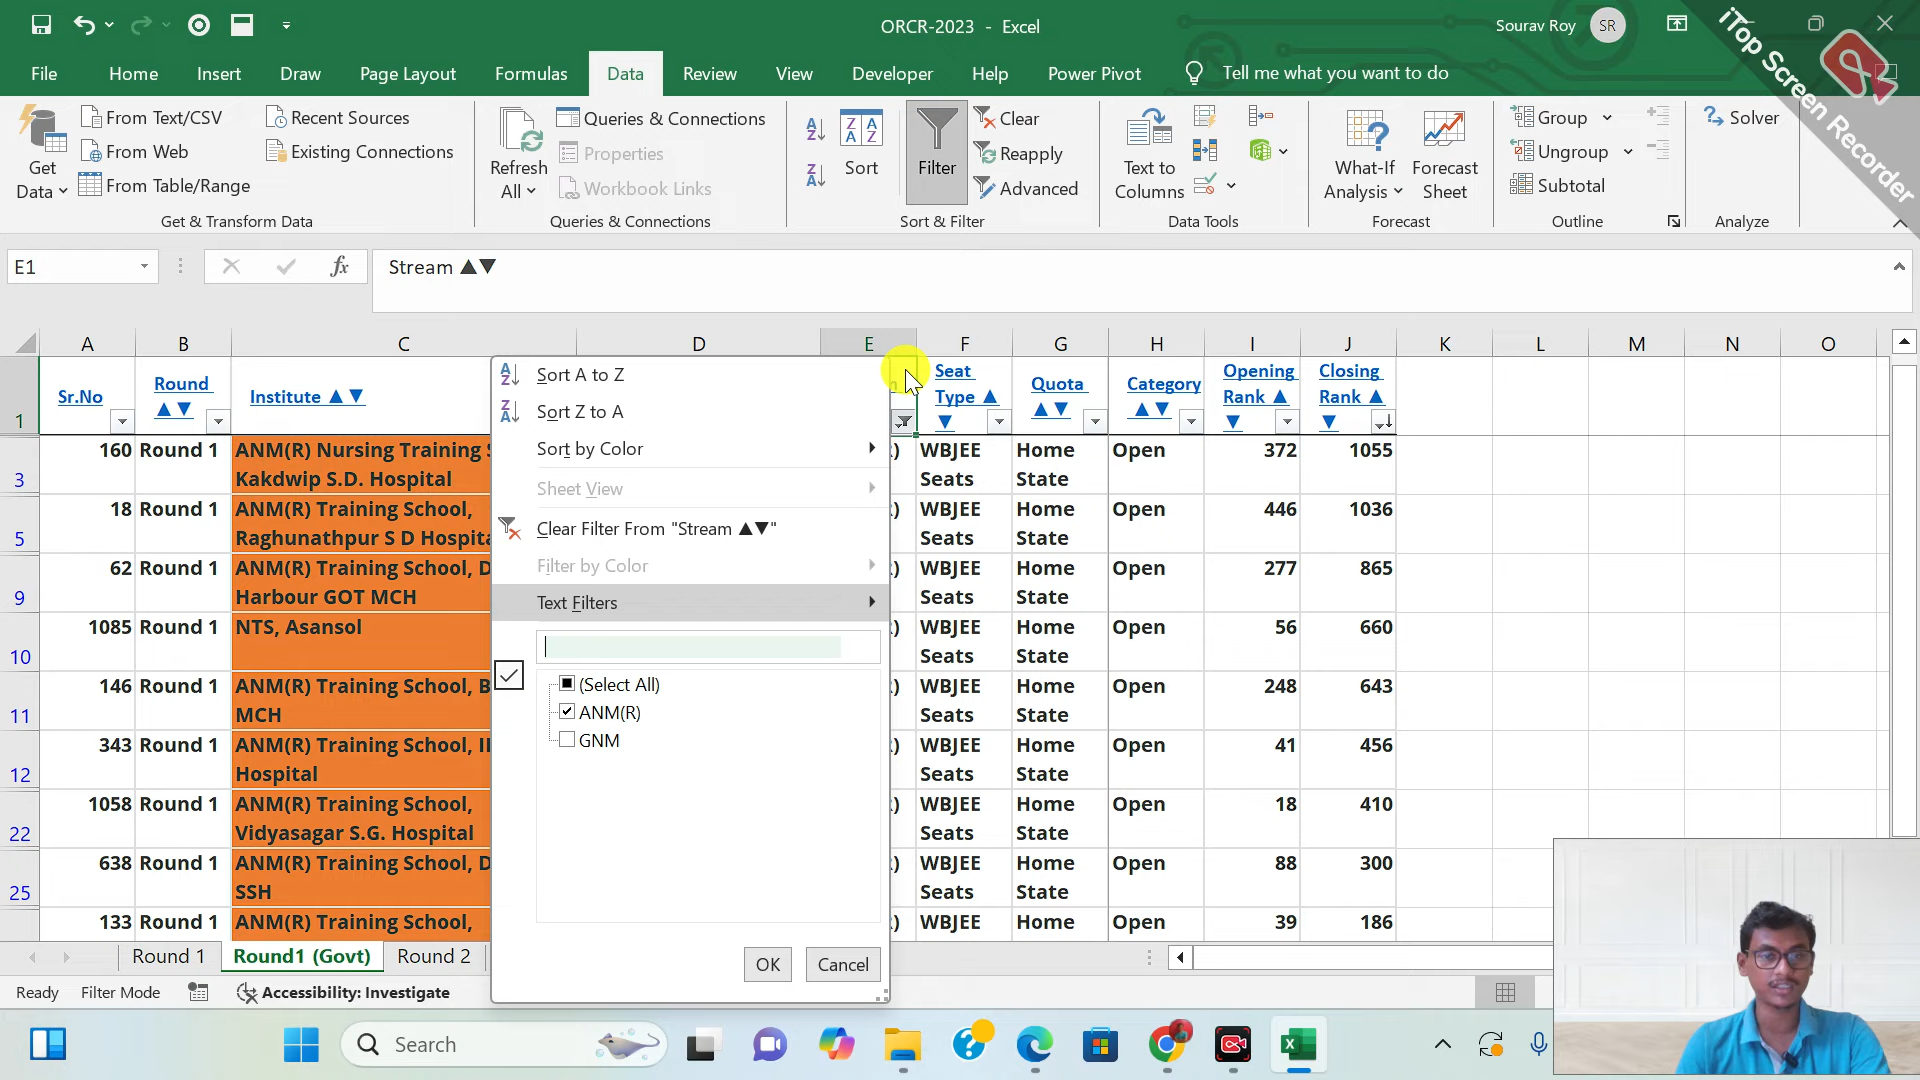 ORCR-2023 - Excel
Sourav Roy SR
iTop Screen Recorder
File Home Insert Draw Page Layout Formulas Data Review View Developer Help Power Pivot Tell me what you want to do
Get Data
From Text/CSV
From Web
From Table/Range
Recent Sources
Existing Connections
Get & Transform Data
Refresh All
Queries & Connections
Properties
Workbook Links
Queries & Connections
Sort
Filter
Clear
Reapply
Advanced
Sort & Filter
Text to Columns
Data Tools
What-If Analysis
Forecast Sheet
Forecast
Group
Ungroup
Subtotal
Outline
Solver
Analyze
E1 fx Stream ▲▼
A B C D E F G H I J K L M N O
1 Sr.No Round ▲▼ Institute ▲▼ Seat Type ▲▼ Quota ▲▼ Category ▲▼ Opening Rank ▲▼ Closing Rank ▲▼
3 160 Round 1 ANM(R) Nursing Training Kakdwip S.D. Hospital WBJEE Seats Home State Open 372 1055
5 18 Round 1 ANM(R) Training School, Raghunathpur S D WBJEE Seats Home State Open 446 1036
9 62 Round 1 ANM(R) Training School, Harbour GOT MCH WBJEE Seats Home State Open 277 865
10 1085 Round 1 NTS, Asansol WBJEE Seats Home State Open 56 660
11 146 Round 1 ANM(R) Training School, MCH WBJEE Seats Home State Open 248 643
12 343 Round 1 ANM(R) Training School, Hospital WBJEE Seats Home State Open 41 456
22 1058 Round 1 ANM(R) Training School, Vidyasagar S.G. Hospital WBJEE Seats Home State Open 18 410
25 638 Round 1 ANM(R) Training School, SSH WBJEE Seats Home State Open 88 300
133 Round 1 ANM(R) Training School, WBJEE Home Open 39 186
Sort A to Z
Sort Z to A
Sort by Color
Sheet View
Clear Filter From "Stream ▲▼"
Filter by Color
Text Filters
(Select All)
ANM(R)
GNM
OK Cancel
Round 1 Round1 (Govt) Round 2
Ready Filter Mode Accessibility: Investigate
Search